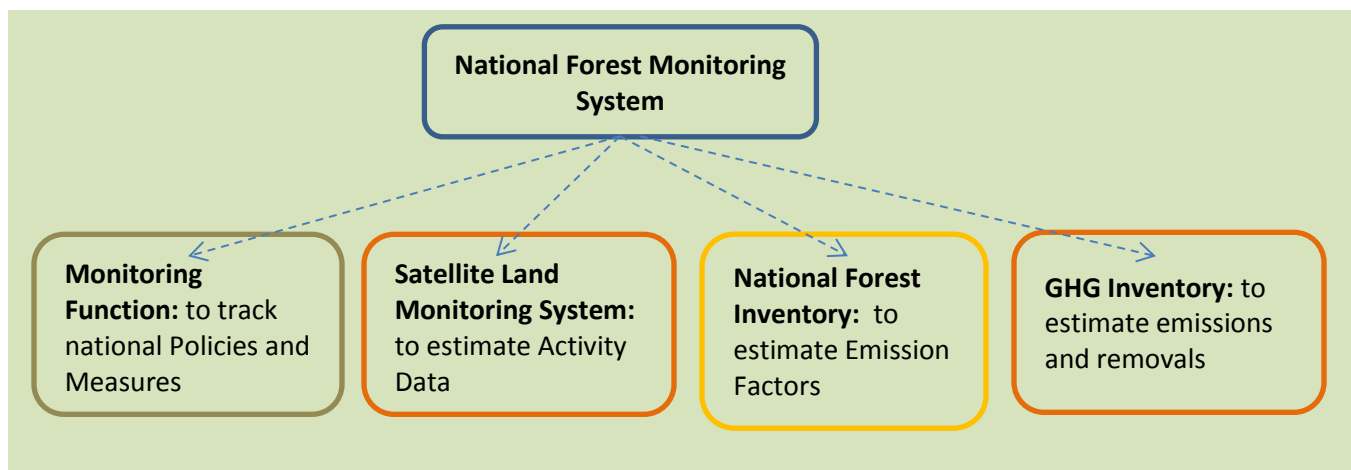 National Forest Monitoring
System
Monitoring
Function: to track
national Policies and
Measures
Satellite Land
Monitoring System:
to estimate Activity
Data
National Forest
Inventory:  to
estimate Emission
Factors
GHG Inventory: to
estimate emissions
and removals